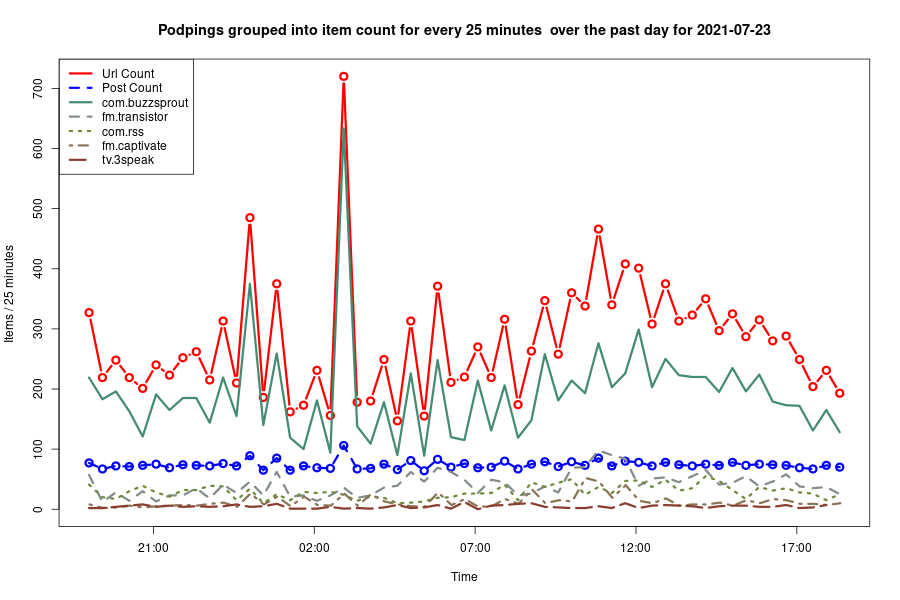 Podpings grouped into item count for every 25 minutes  over the past day for 2021-07-23
Url Count
Post Count
com.buzzsprout
fm.transistor
com.rss
fm.captivate
tv.3speak
Items / 25 minutes
700
600
500
400
300
200
100
0
21:00
02:00
07:00
12:00
17:00
Time